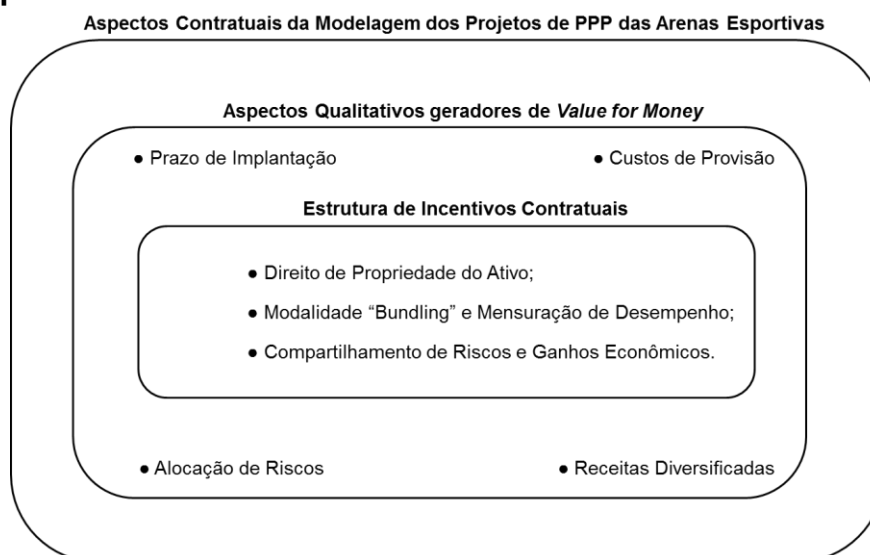 Aspectos Contratuais da Modelagem dos Projetos de PPP das Arenas Esportivas
Aspectos Qualitativos geradores de Value for Money
● Prazo de Implantação
● Custos de Provisão
Estrutura de Incentivos Contratuais
● Direito de Propriedade do Ativo;
● Modalidade “Bundling” e Mensuração de Desempenho;
● Compartilhamento de Riscos e Ganhos Econômicos.
● Alocação de Riscos
● Receitas Diversificadas